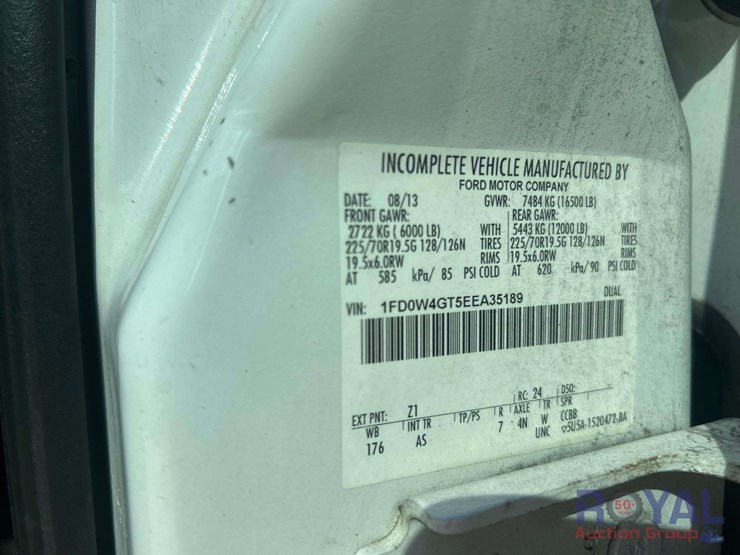 INCOMPLETE VEHICLE MANUFACTURED BY
FORD MOTOR COMPANY
DATE: 08/13 GVWR: 7484 KG (16500 LB)
FRONT GAWR: REAR GAWR:
2722 KG ( 6000 LB) WITH 5443 KG (12000 LB) WITH
225/70R19.5G 128/126N TIRES 225/70R19.5G 128/126N TIRES
19.5x6.0RW RIMS 19.5x6.0RW RIMS
AT 585 kPa/ 85 PSI COLD AT 620 kPa/ 90 PSI COLD
DUAL
VIN: 1FD0W4GT5EEA35189
EXT PNT: Z1 RC: 24 DSO:
WB INT TR TP/PS R AXLE TR SPR
176 AS 7 4N W CCBB
UNC ▽5U5A-1520472-BA
50
ROYAL
Auction Group